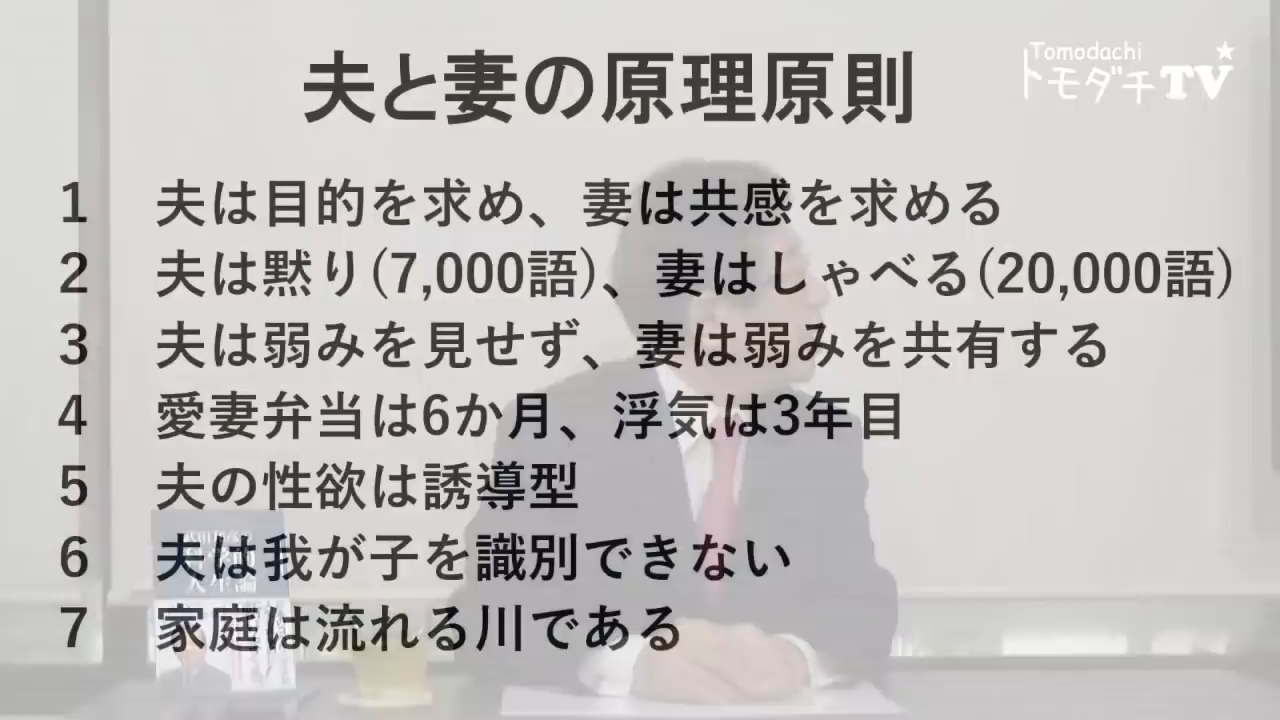 夫と妻の原理原則
Tomodachi
トモダチTV
1 夫は目的を求め、妻は共感を求める
2 夫は黙り(7,000語)、妻はしゃべる(20,000語)
3 夫は弱みを見せず、妻は弱みを共有する
4 愛妻弁当は6か月、浮気は3年目
5 夫の性欲は誘導型
6 夫は我が子を識別できない
7 家庭は流れる川である